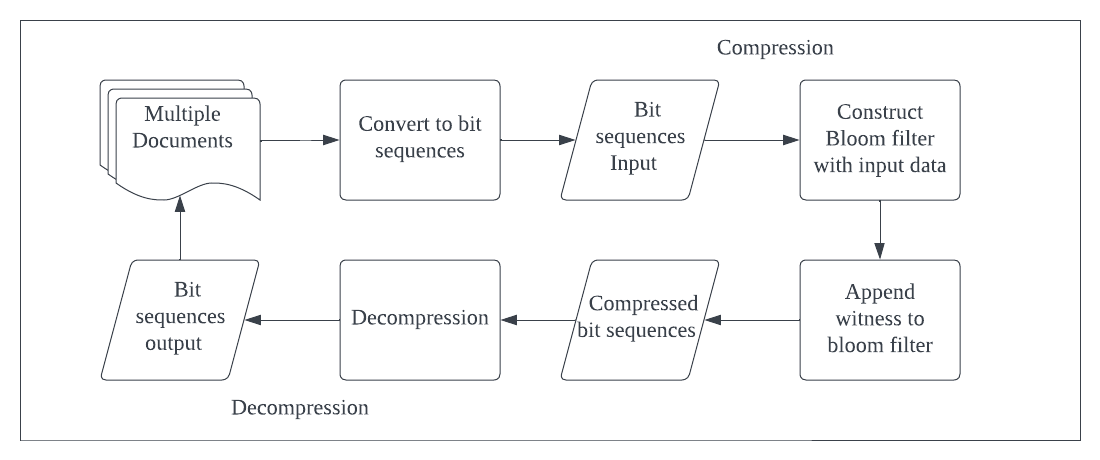 Compression
Multiple
Documents
Convert to bit
sequences
Bit
sequences
Input
Construct
Bloom filter
with input data
Bit
sequences
output
Decompression
Compressed
bit sequences
Append
witness to
bloom filter
Decompression